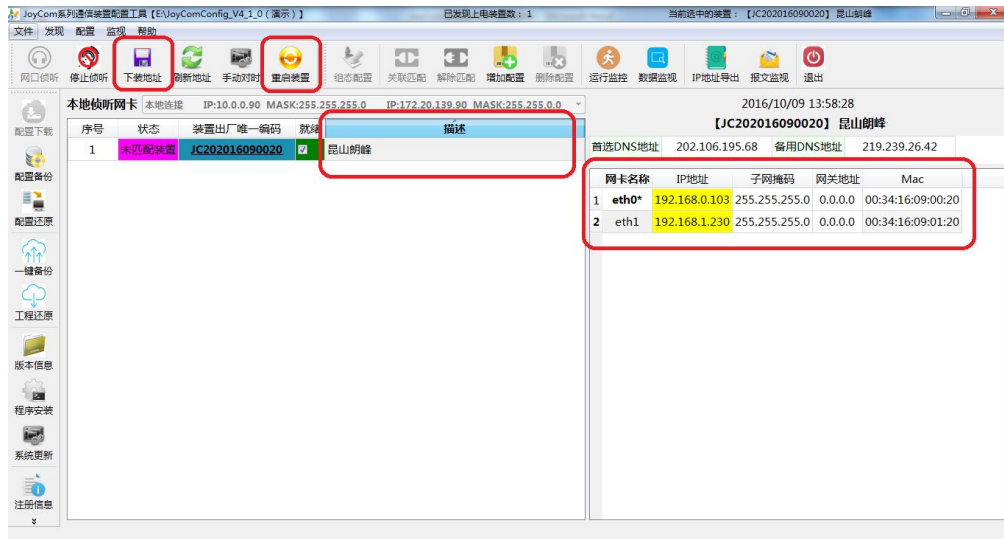 JoyCom系列通信装置配置工具【E:\JoyComConfig_V4_1_0（演示）】 已发现上电装置数：1 当前选中的装置：【JC202016090020】昆山朗峰
文件 发现 配置 监视 帮助
网口侦听 停止侦听 下装地址 刷新地址 手动对时 重启装置 组态配置 关联匹配 解除匹配 增加配置 删除配置 运行监控 数据监视 IP地址导出 报文监视 退出
配置下载
配置备份
配置还原
一键备份
工程还原
版本信息
程序安装
系统更新
注册信息
本地侦听网卡 本地连接 IP:10.0.0.90 MASK:255.255.255.0 IP:172.20.139.90 MASK:255.255.0.0
序号 状态 装置出厂唯一编码 就绪 描述
1 未匹配装置 JC202016090020 昆山朗峰
2016/10/09 13:58:28
【JC202016090020】昆山朗峰
首选DNS地址 202.106.195.68 备用DNS地址 219.239.26.42
网卡名称 IP地址 子网掩码 网关地址 Mac
1 eth0* 192.168.0.103 255.255.255.0 0.0.0.0 00:34:16:09:00:20
2 eth1 192.168.1.230 255.255.255.0 0.0.0.0 00:34:16:09:01:20